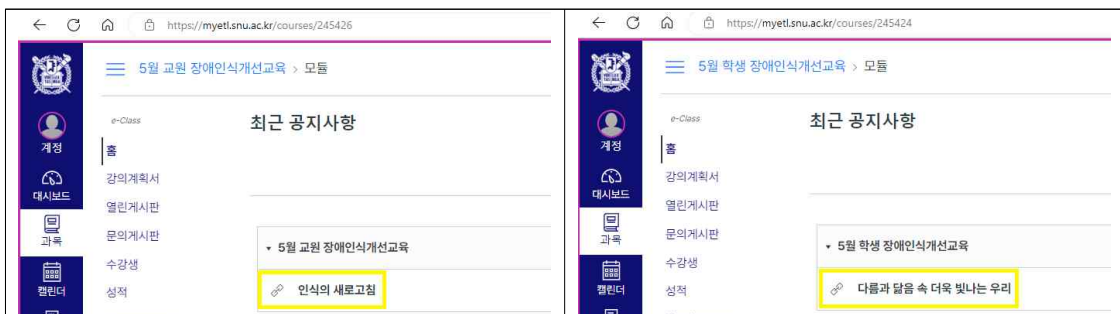 https://myetl.snu.ac.kr/courses/245426
5월 교원 장애인식개선교육 > 모듈
e-Class
최근 공지사항
계정
홈
강의계획서
대시보드
열린게시판
과목
문의게시판
▾ 5월 교원 장애인식개선교육
수강생
캘린더
성적
인식의 새로고침
https://myetl.snu.ac.kr/courses/245424
5월 학생 장애인식개선교육 > 모듈
e-Class
최근 공지사항
계정
홈
강의계획서
대시보드
열린게시판
과목
문의게시판
▾ 5월 학생 장애인식개선교육
수강생
캘린더
성적
다름과 닮음 속 더욱 빛나는 우리